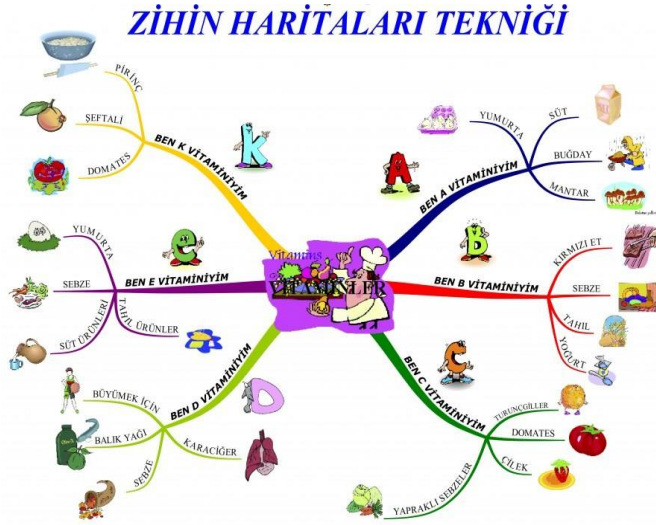 ZİHİN HARİTALARI TEKNİĞİ
PİRİNÇ
ŞEFTALİ
DOMATES
BEN K VİTAMİNİYİM
K
YUMURTA
SÜT
BUĞDAY
MANTAR
BEN A VİTAMİNİYİM
A
YUMURTA
SEBZE
SÜT ÜRÜNLERİ
TAHIL ÜRÜNLER
BEN E VİTAMİNİYİM
e
Vitamins
VİTAMİNLER
KIRMIZI ET
SEBZE
TAHIL
YOĞURT
BEN B VİTAMİNİYİM
B
BÜYÜMEK İÇİN
BALIK YAĞI
SEBZE
KARACİĞER
BEN D VİTAMİNİYİM
D
TURUNÇGİLLER
DOMATES
ÇİLEK
YAPRAKLI SEBZELER
BEN C VİTAMİNİYİM
C